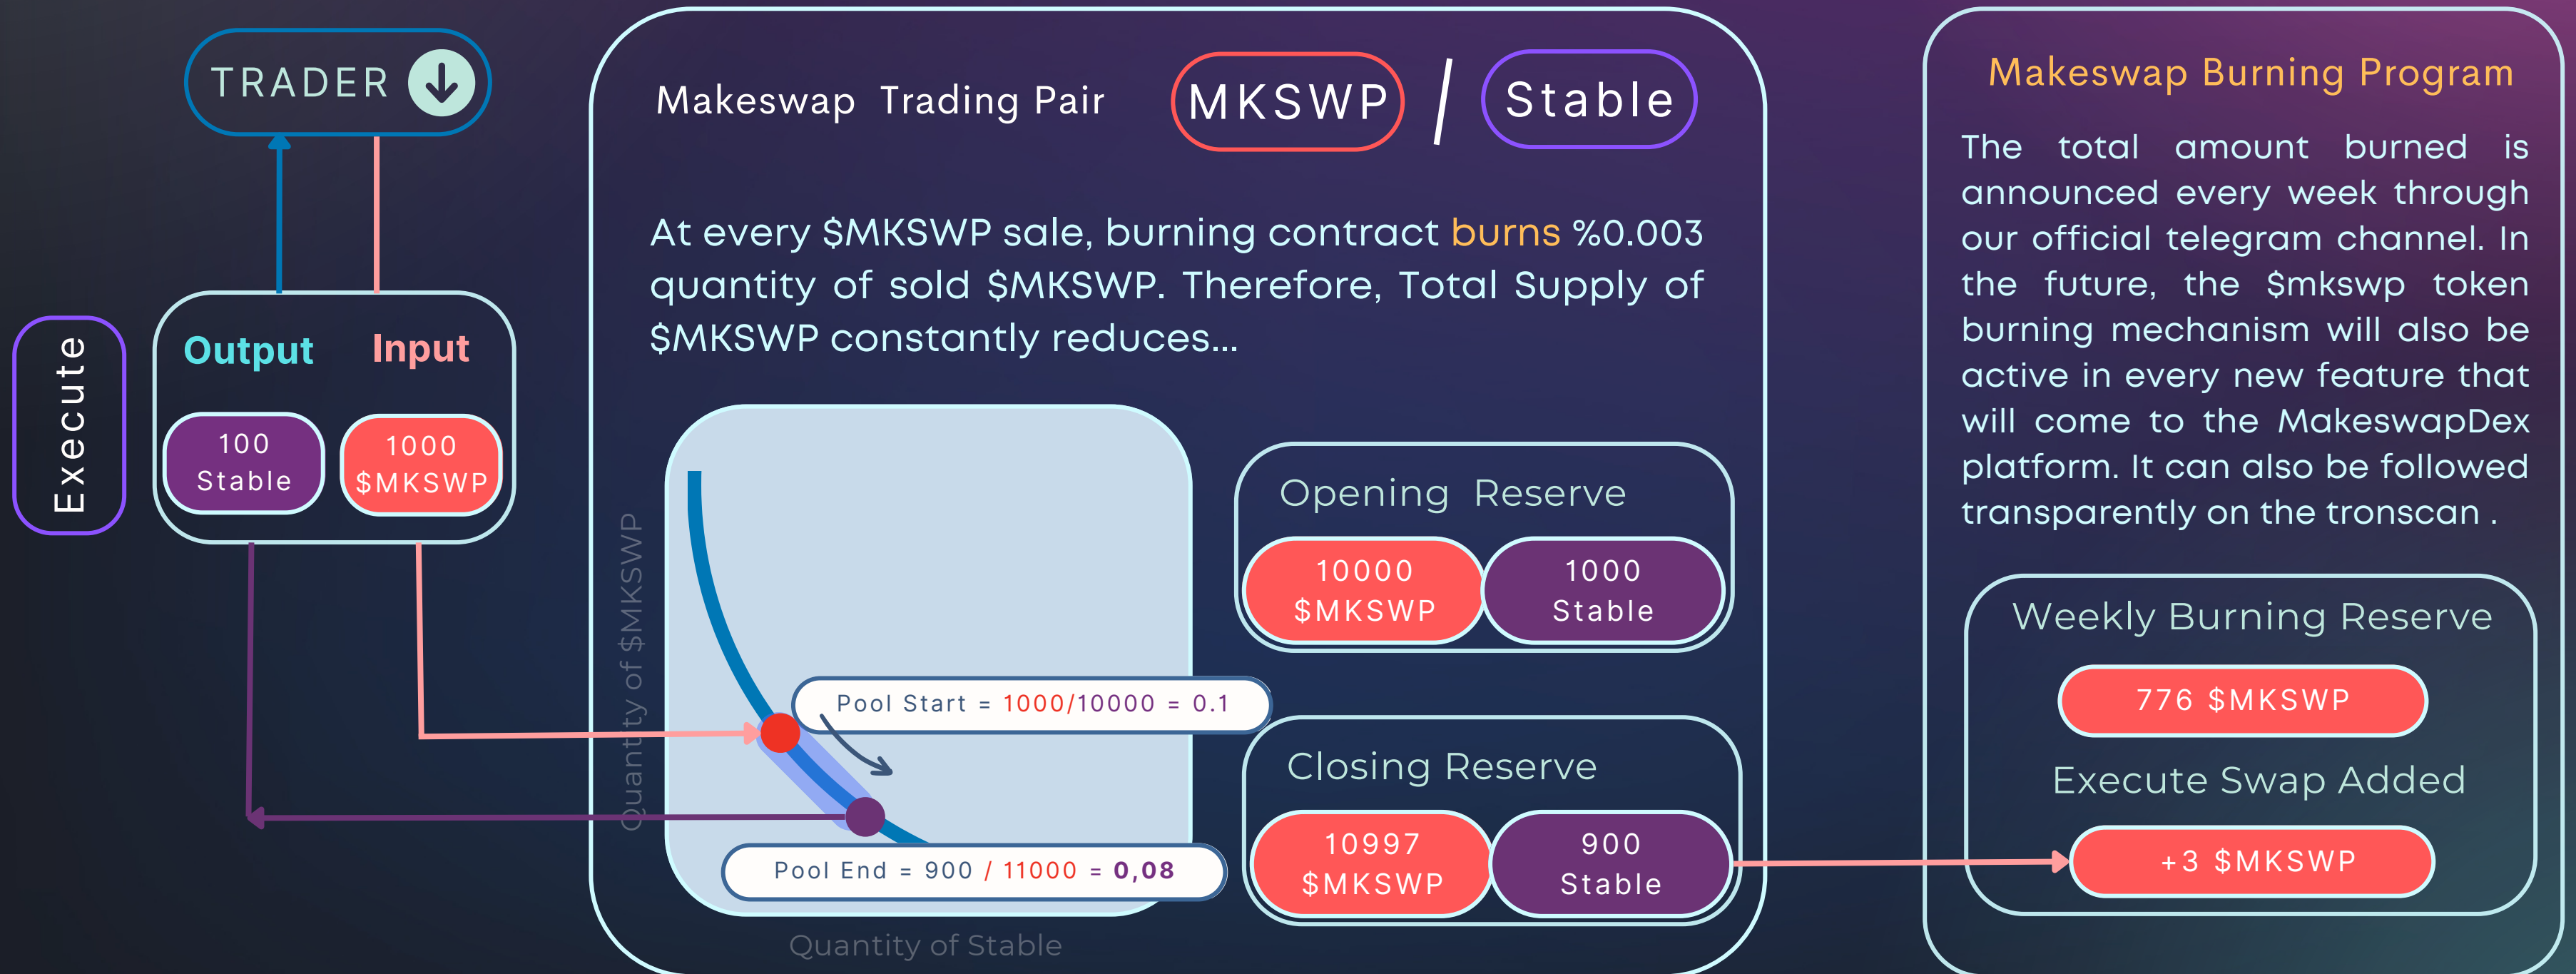 TRADER
Execute
Output
Input
100
Stable
1000
$MKSWP
Makeswap Trading Pair
MKSWP / Stable
At every $MKSWP sale, burning contract burns %0.003
quantity of sold $MKSWP. Therefore, Total Supply of
$MKSWP constantly reduces...
Quantity of $MKSWP
Pool Start = 1000/10000 = 0.1
Pool End = 900 / 11000 = 0,08
Quantity of Stable
Opening Reserve
10000
$MKSWP
1000
Stable
Closing Reserve
10997
$MKSWP
900
Stable
Makeswap Burning Program
The total amount burned is
announced every week through
our official telegram channel. In
the future, the $mkswp token
burning mechanism will also be
active in every new feature that
will come to the MakeswapDex
platform. It can also be followed
transparently on the tronscan .
Weekly Burning Reserve
776 $MKSWP
Execute Swap Added
+3 $MKSWP